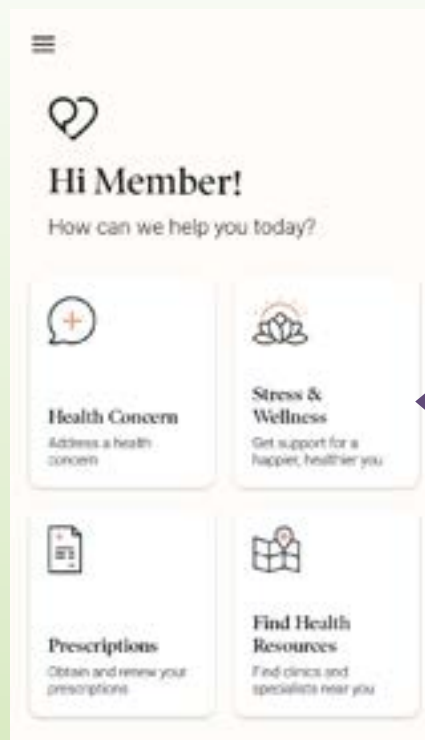 Hi Member!
How can we help you today?
Health Concern
Address a health
concern
Stress &
Wellness
Get support for a
happier, healthier you
Prescriptions
Obtain and renew your
prescriptions
Find Health
Resources
Find clinics and
specialists near you